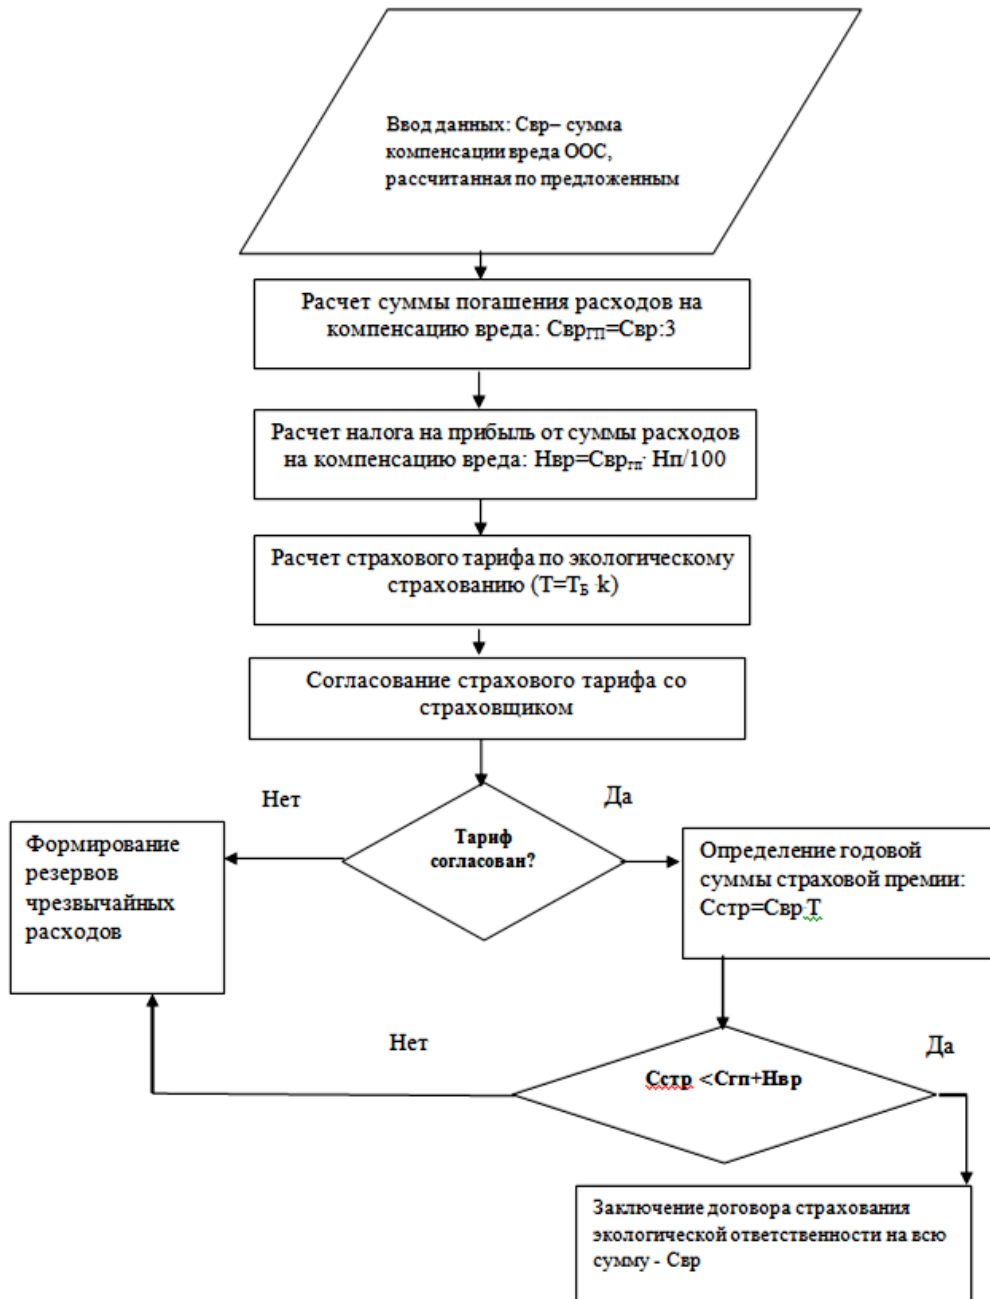 Ввод данных: Свр– сумма
компенсации вреда ООС,
рассчитанная по предложенным
Расчет суммы погашения расходов на
компенсацию вреда: СврГП=Свр:3
Расчет налога на прибыль от суммы расходов
на компенсацию вреда: Нвр=Свргп· Нп/100
Расчет страхового тарифа по экологическому
страхованию (Т=ТБ ·k)
Согласование страхового тарифа со
страховщиком
Нет
Да
Тариф
согласован?
Формирование
резервов
чрезвычайных
расходов
Определение годовой
суммы страховой премии:
Сстр=Свр·Т
Нет
Да
Сстр <Сгп+Нвр
Заключение договора страхования
экологической ответственности на всю
сумму - Свр